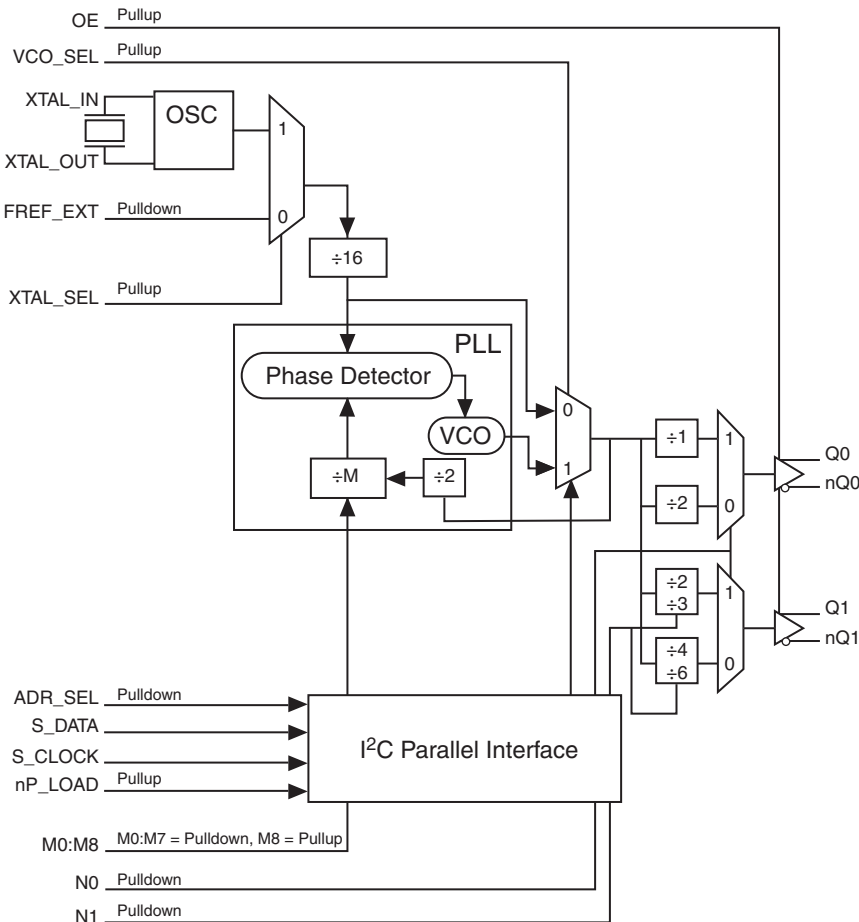 OE Pullup
VCO_SEL Pullup
XTAL_IN
OSC
1
XTAL_OUT
FREF_EXT Pulldown
0
÷16
XTAL_SEL Pullup
PLL
Phase Detector
0
VCO
÷1
1
Q0
÷M
÷2
1
nQ0
÷2
0
÷2
÷3
1
Q1
nQ1
÷4
÷6
0
ADR_SEL Pulldown
S_DATA
I²C Parallel Interface
S_CLOCK
nP_LOAD Pullup
M0:M8 M0:M7 = Pulldown, M8 = Pullup
N0 Pulldown
N1 Pulldown